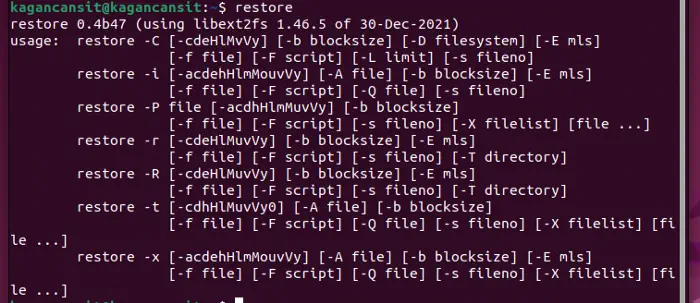 kagancansit@kagancansit:~$ restore
restore 0.4b47 (using libext2fs 1.46.5 of 30-Dec-2021)
usage:  restore -C [-cdeHlMvVy] [-b blocksize] [-D filesystem] [-E mls]
                   [-f file] [-F script] [-L limit] [-s fileno]
        restore -i [-acdehHlmMouvVy] [-A file] [-b blocksize] [-E mls]
                   [-f file] [-F script] [-Q file] [-s fileno]
        restore -P file [-acdhHlmMuvVy] [-b blocksize]
                   [-f file] [-F script] [-s fileno] [-X filelist] [file ...]
        restore -r [-cdeHlMuvVy] [-b blocksize] [-E mls]
                   [-f file] [-F script] [-s fileno] [-T directory]
        restore -R [-cdeHlMuvVy] [-b blocksize] [-E mls]
                   [-f file] [-F script] [-s fileno] [-T directory]
        restore -t [-cdhHlMuvVy0] [-A file] [-b blocksize]
                   [-f file] [-F script] [-Q file] [-s fileno] [-X filelist] [fi
le ...]
        restore -x [-acdehHlmMouvVy] [-A file] [-b blocksize] [-E mls]
                   [-f file] [-F script] [-Q file] [-s fileno] [-X filelist] [fi
le ...]
kagancansit@kagancansit:~$